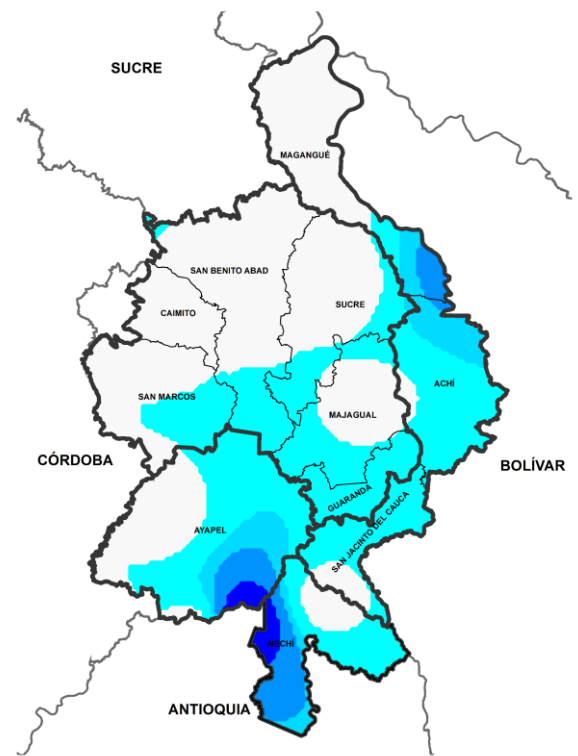 SUCRE
MAGANGUÉ
SAN BENITO ABAD
SUCRE
CAIMITO
ACHÍ
SAN MARCOS
MAJAGUAL
CÓRDOBA
BOLÍVAR
GUARANDA
SAN JACINTO DEL CAUCA
AYAPEL
NECHÍ
ANTIOQUIA